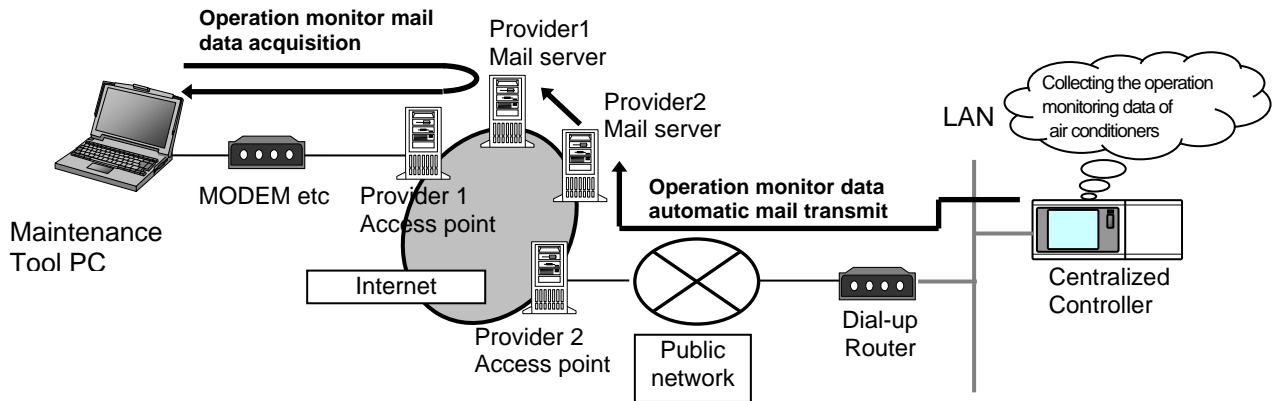 Operation monitor mail
data acquisition
Provider1
Mail server
Provider2
Mail server
LAN
Collecting the operation
monitoring data of
air conditioners
MODEM etc
Provider 1
Access point
Operation monitor data
automatic mail transmit
Maintenance
Tool PC
Internet
Centralized
Controller
Provider 2
Access point
Public
network
Dial-up
Router